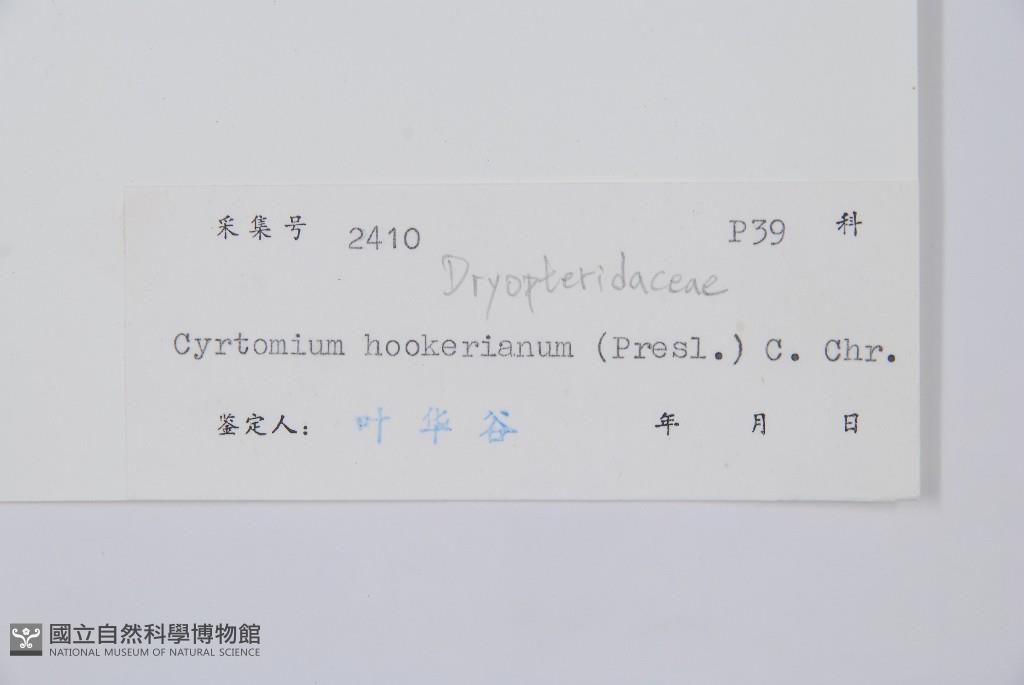 采集号 2410 P39 科
Dryopteridaceae
Cyrtomium hookerianum (Presl.) C. Chr.
鉴定人: 叶华谷 年 月 日
國立自然科學博物館
NATIONAL MUSEUM OF NATURAL SCIENCE